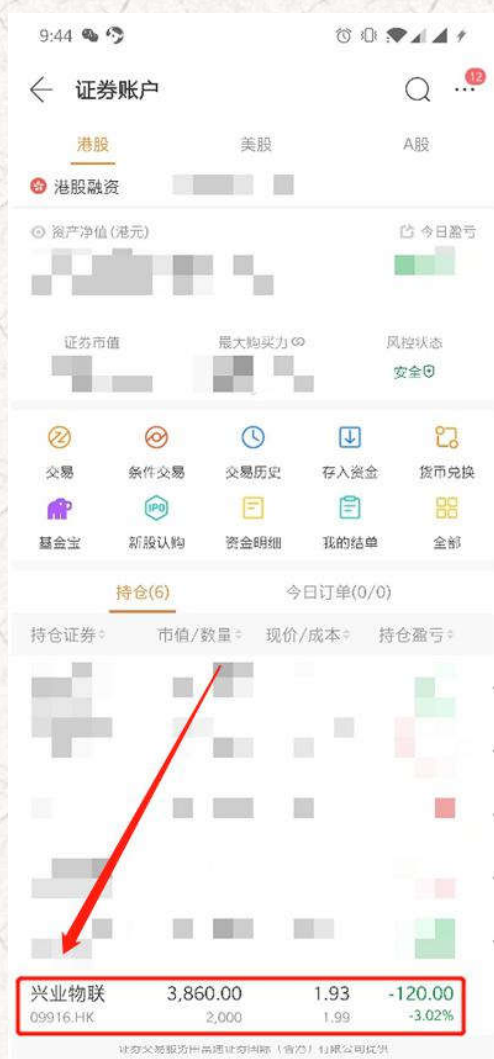 9:44
证券账户
12
港股 美股 A股
港股融资
资产净值(港元) 今日盈亏
证券市值 最大购买力 风控状态
安全
交易 条件交易 交易历史 存入资金 货币兑换
IPO
基金宝 新股认购 资金明细 我的结单 全部
持仓(6) 今日订单(0/0)
持仓证券 市值/数量 现价/成本 持仓盈亏
兴业物联 3,860.00 1.93 -120.00
09916.HK 2,000 1.99 -3.02%